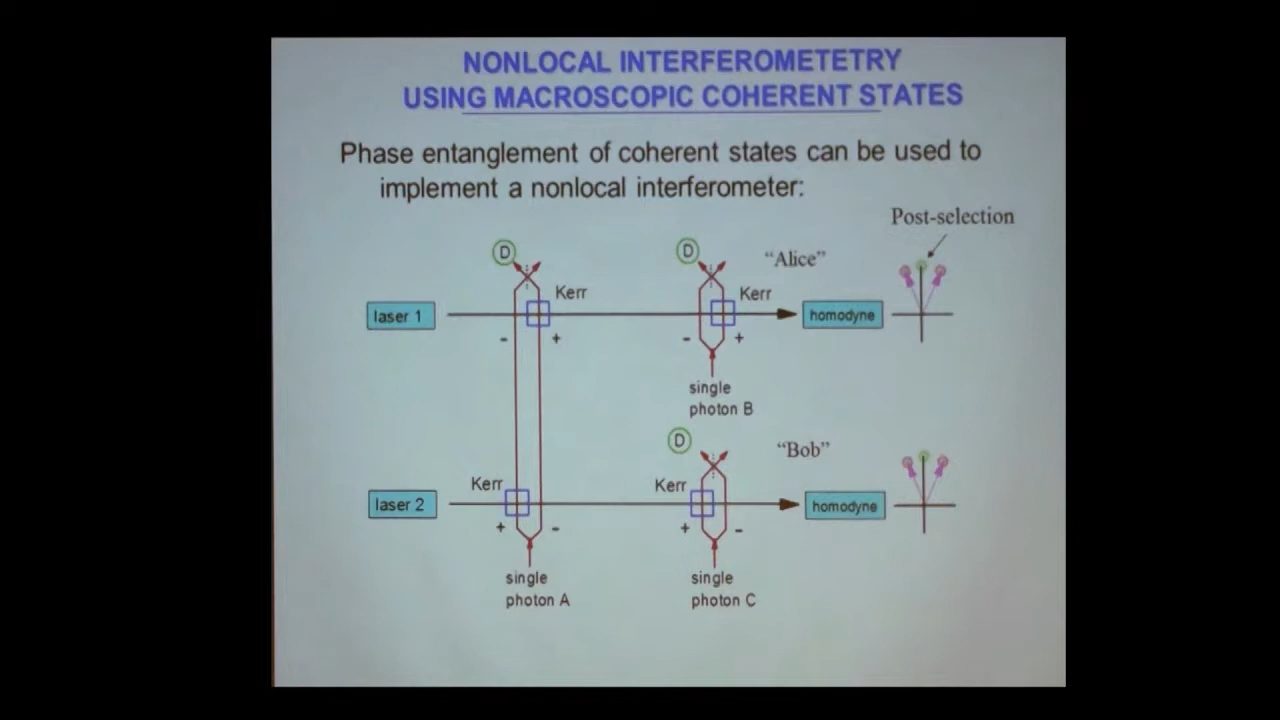 NONLOCAL INTERFEROMETETRY
USING MACROSCOPIC COHERENT STATES
Phase entanglement of coherent states can be used to
implement a nonlocal interferometer:
Post-selection
D
D
“Alice”
Kerr
Kerr
laser 1
homodyne
- +
- +
single
photon B
D
“Bob”
Kerr
Kerr
laser 2
homodyne
+ -
+ -
single
photon A
single
photon C